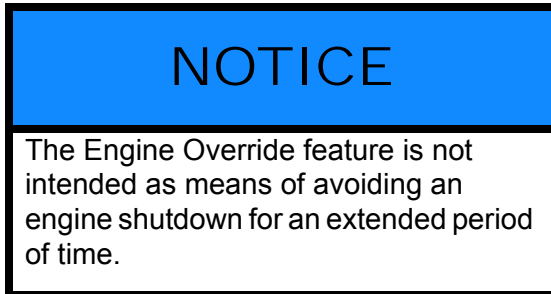 NOTICE
The Engine Override feature is not
intended as means of avoiding an
engine shutdown for an extended period
of time.